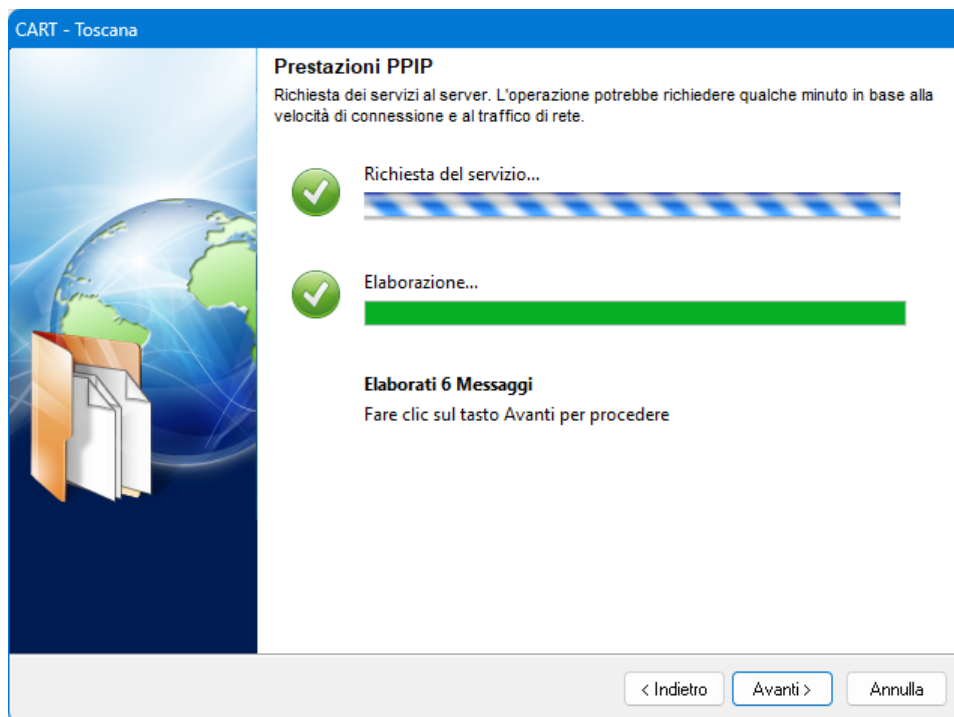 CART - Toscana
Prestazioni PPIP
Richiesta dei servizi al server. L'operazione potrebbe richiedere qualche minuto in base alla
velocità di connessione e al traffico di rete.
Richiesta del servizio...
Elaborazione...
Elaborati 6 Messaggi
Fare clic sul tasto Avanti per procedere
< Indietro
Avanti >
Annulla